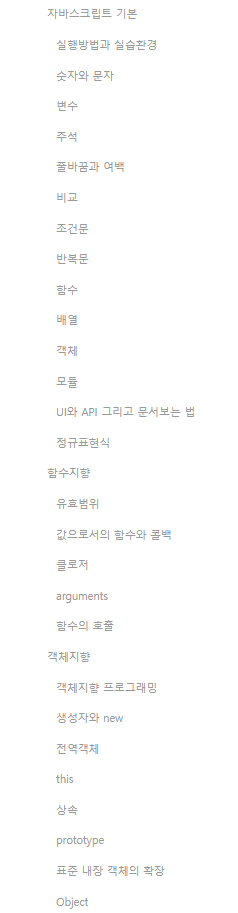 자바스크립트 기본
실행방법과 실습환경
숫자와 문자
변수
주석
줄바꿈과 여백
비교
조건문
반복문
함수
배열
객체
모듈
UI와 API 그리고 문서보는 법
정규표현식
함수지향
유효범위
값으로서의 함수와 콜백
클로저
arguments
함수의 호출
객체지향
객체지향 프로그래밍
생성자와 new
전역객체
this
상속
prototype
표준 내장 객체의 확장
Object